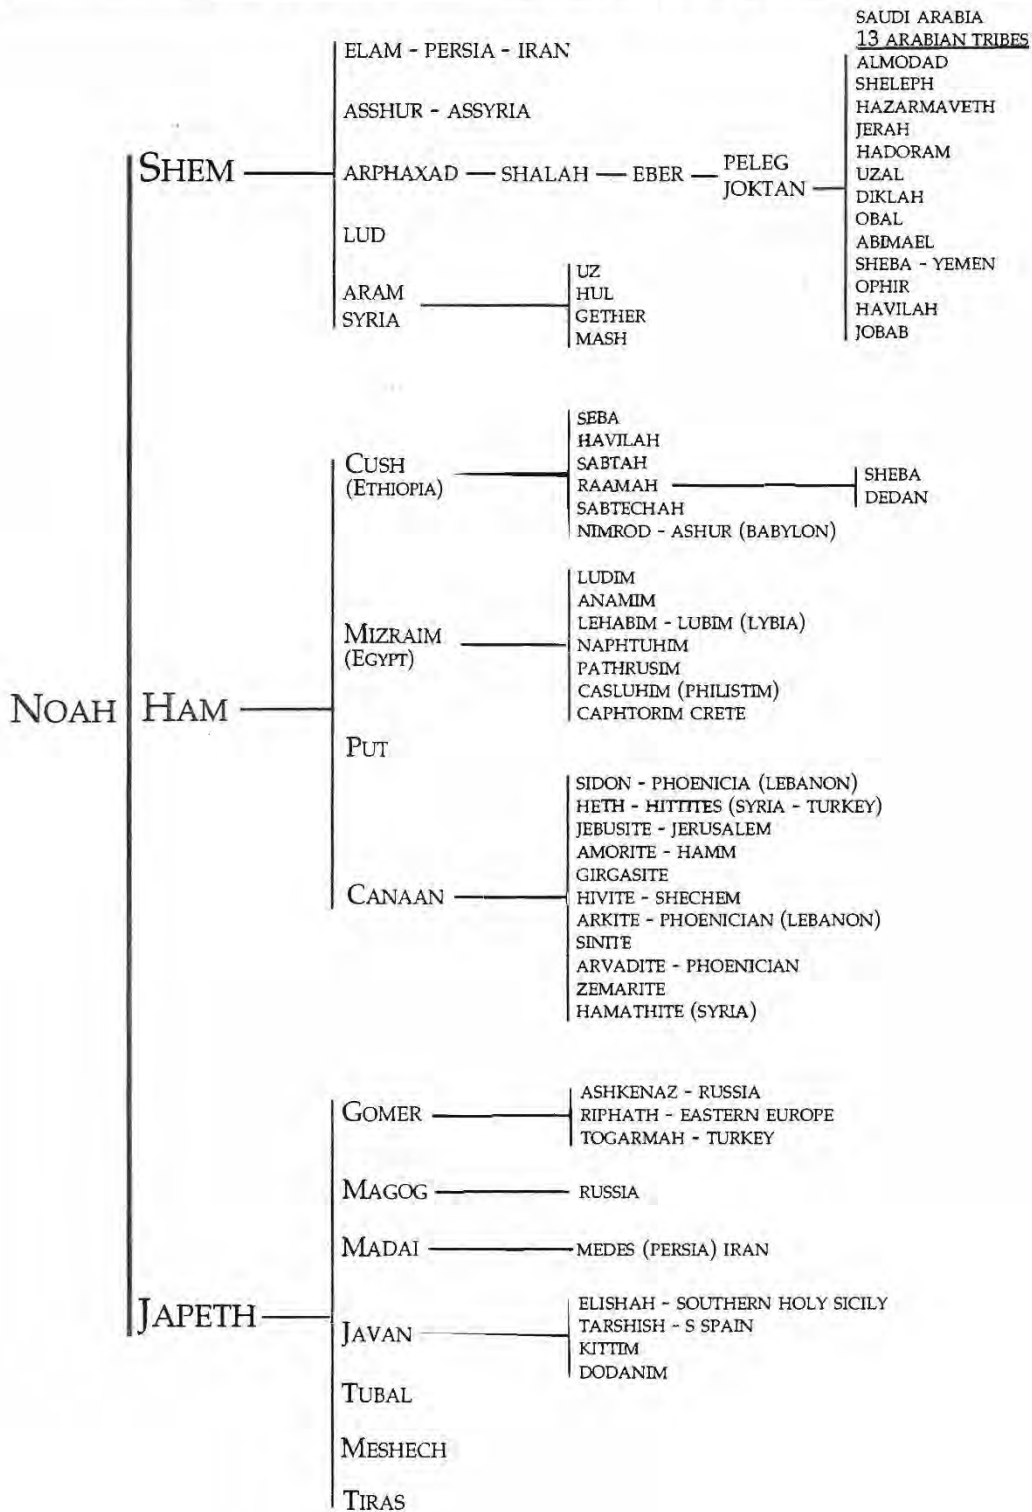 SAUDI ARABIA
13 ARABIAN TRIBES
ELAM - PERSIA - IRAN
ASSHUR - ASSYRIA
SHEM
ARPHAXAD
SHALAH
EBER
PELEG
JOKTAN
LUD
ARAM
SYRIA
UZ
HUL
GETHER
MASH
ALMODAD
SHELEPH
HAZARMAVETH
JERAH
HADORAM
UZAL
DIKLAH
OBAL
ABIMAEL
SHEBA - YEMEN
OPHIR
HAVILAH
JOBAB
NOAH
HAM
CUSH
(ETHIOPIA)
SEBA
HAVILAH
SABTAH
RAAMAH
SABTECHAH
NIMROD - ASHUR (BABYLON)
SHEBA
DEDAN
MIZRAIM
(EGYPT)
LUDIM
ANAMIM
LEHABIM - LUBIM (LYBIA)
NAPHTUHIM
PATHRUSIM
CASLUHIM (PHILISTIM)
CAPHTORIM CRETE
PUT
CANAAN
SIDON - PHOENICIA (LEBANON)
HETH - HITTITES (SYRIA - TURKEY)
JEBUSITE - JERUSALEM
AMORITE - HAMM
GIRGASITE
HIVITE - SHECHEM
ARKITE - PHOENICIAN (LEBANON)
SINITE
ARVADITE - PHOENICIAN
ZEMARITE
HAMATHITE (SYRIA)
JAPETH
GOMER
ASHKENAZ - RUSSIA
RIPHATH - EASTERN EUROPE
TOGARMAH - TURKEY
MAGOG
RUSSIA
MADAI
MEDES (PERSIA) IRAN
JAVAN
ELISHAH - SOUTHERN HOLY SICILY
TARSHISH - S SPAIN
KITTIM
DODANIM
TUBAL
MESHECH
TIRAS